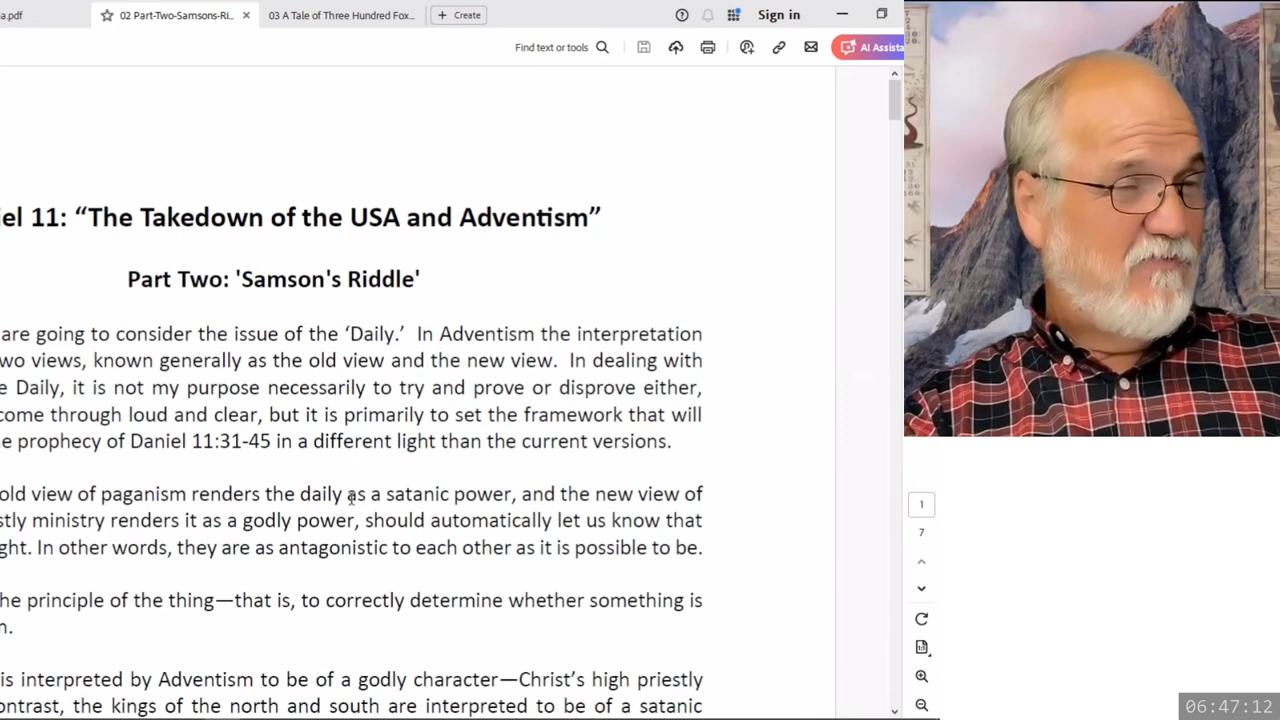 a.pdf
02 Part-Two-Samsons-Ri...
03 A Tale of Three Hundred Fox...
Create
Sign in
Find text or tools
AI Assista
iel 11: “The Takedown of the USA and Adventism”
Part Two: 'Samson's Riddle'
are going to consider the issue of the ‘Daily.’ In Adventism the interpretation
wo views, known generally as the old view and the new view. In dealing with
e Daily, it is not my purpose necessarily to try and prove or disprove either,
come through loud and clear, but it is primarily to set the framework that will
e prophecy of Daniel 11:31-45 in a different light than the current versions.
old view of paganism renders the daily as a satanic power, and the new view of
stly ministry renders it as a godly power, should automatically let us know that
ght. In other words, they are as antagonistic to each other as it is possible to be.
he principle of the thing—that is, to correctly determine whether something is
m.
is interpreted by Adventism to be of a godly character—Christ’s high priestly
ontrast, the kings of the north and south are interpreted to be of a satanic
1
7
06:47:12